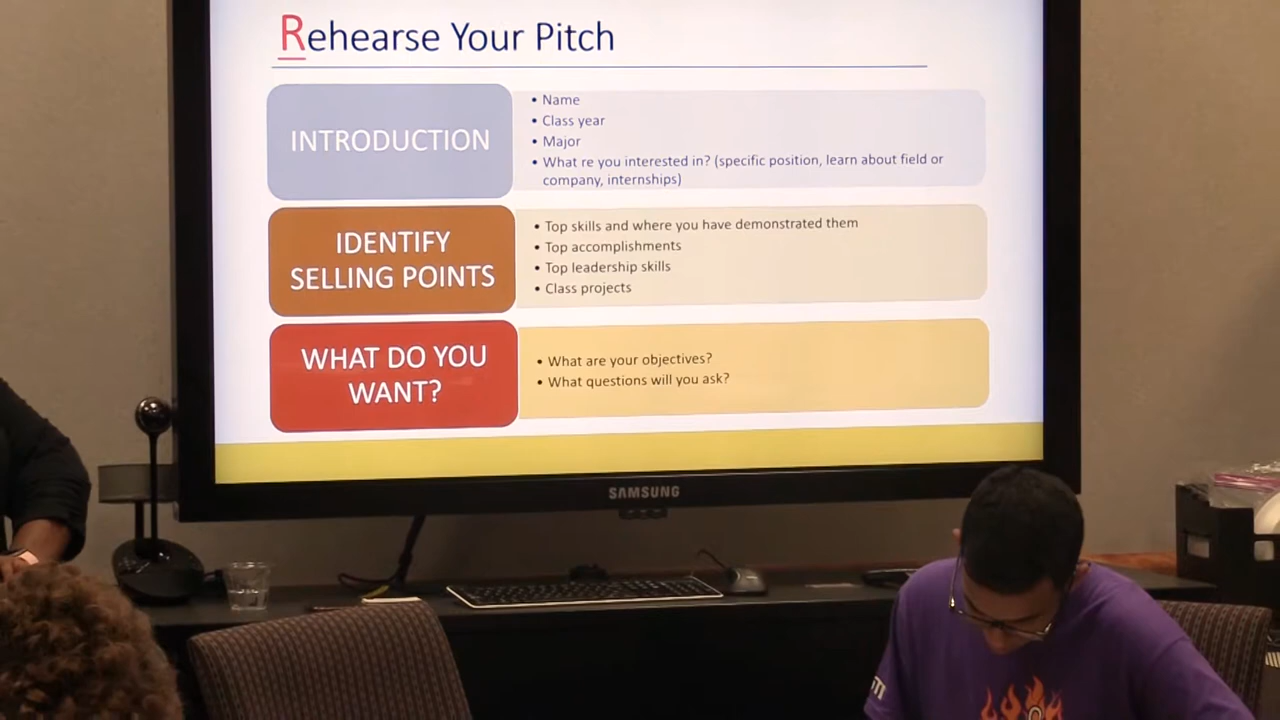 Rehearse Your Pitch
INTRODUCTION
• Name
• Class year
• Major
• What re you interested in? (specific position, learn about field or
company, internships)
IDENTIFY
SELLING POINTS
• Top skills and where you have demonstrated them
• Top accomplishments
• Top leadership skills
• Class projects
WHAT DO YOU
WANT?
• What are your objectives?
• What questions will you ask?
SAMSUNG